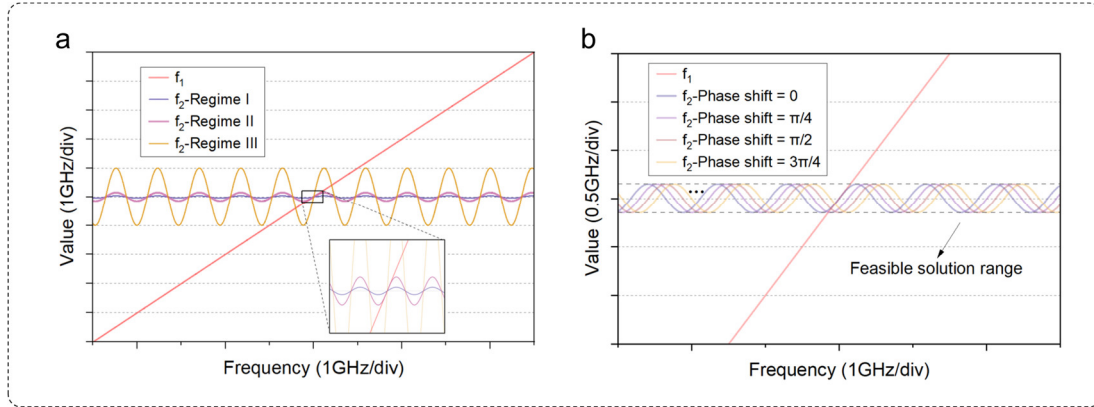 a
f₁
f₂-Regime I
f₂-Regime II
f₂-Regime III
Value (1GHz/div)
Frequency (1GHz/div)
b
f₁
f₂-Phase shift = 0
f₂-Phase shift = π/4
f₂-Phase shift = π/2
f₂-Phase shift = 3π/4
...
Feasible solution range
Value (0.5GHz/div)
Frequency (1GHz/div)